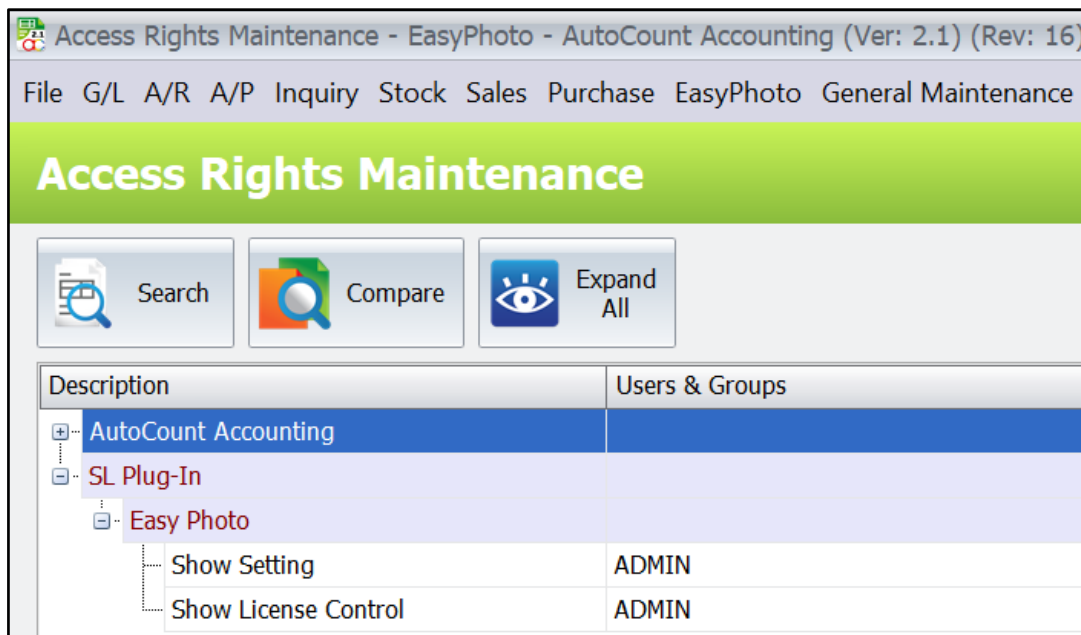 Access Rights Maintenance - EasyPhoto - AutoCount Accounting (Ver: 2.1) (Rev: 16)
File G/L A/R A/P Inquiry Stock Sales Purchase EasyPhoto General Maintenance
Access Rights Maintenance
Search Compare Expand
All
Description Users & Groups
AutoCount Accounting
SL Plug-In
Easy Photo
Show Setting ADMIN
Show License Control ADMIN